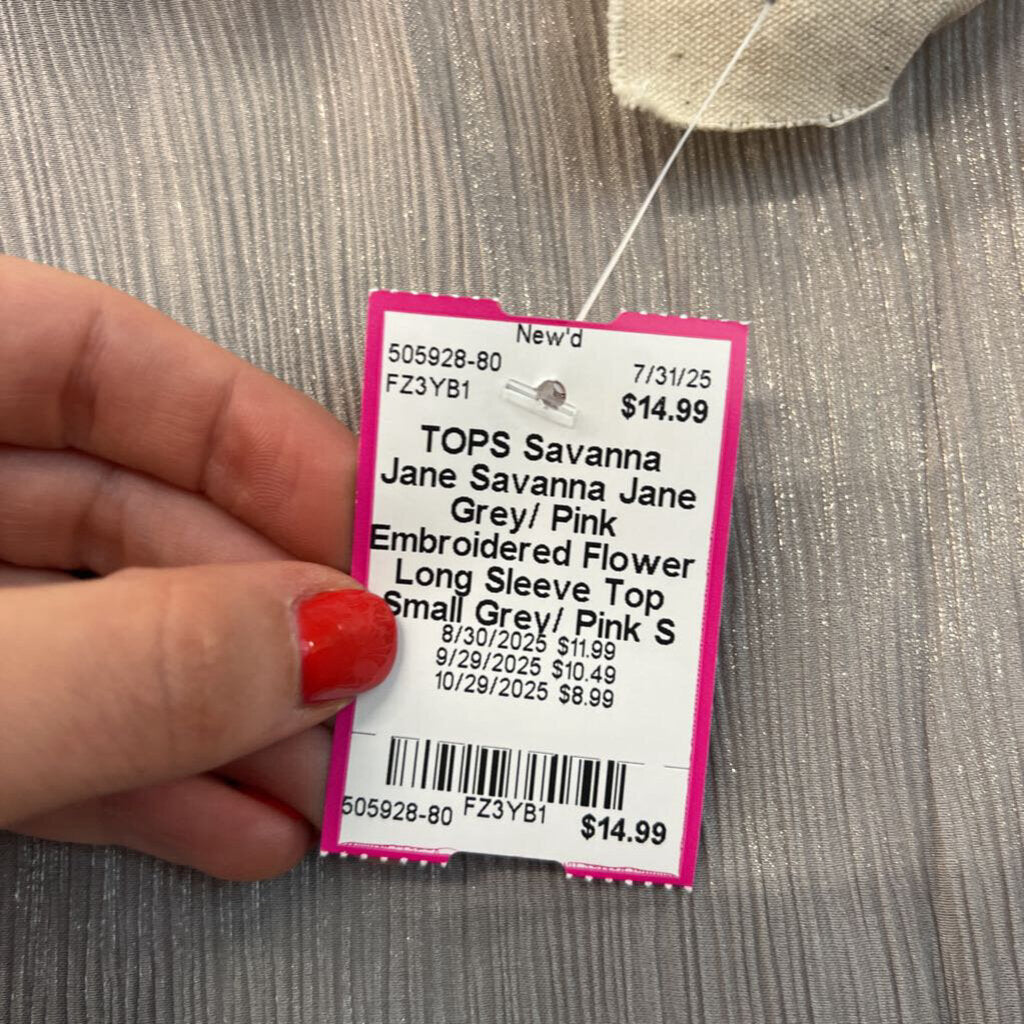 New'd
505928-80
7/31/25
FZ3YB1
$14.99
TOPS Savanna
Jane Savanna Jane
Grey/ Pink
Embroidered Flower
Long Sleeve Top
Small Grey/ Pink S
8/30/2025 $11.99
9/29/2025 $10.49
10/29/2025 $8.99
505928-80 FZ3YB1 $14.99